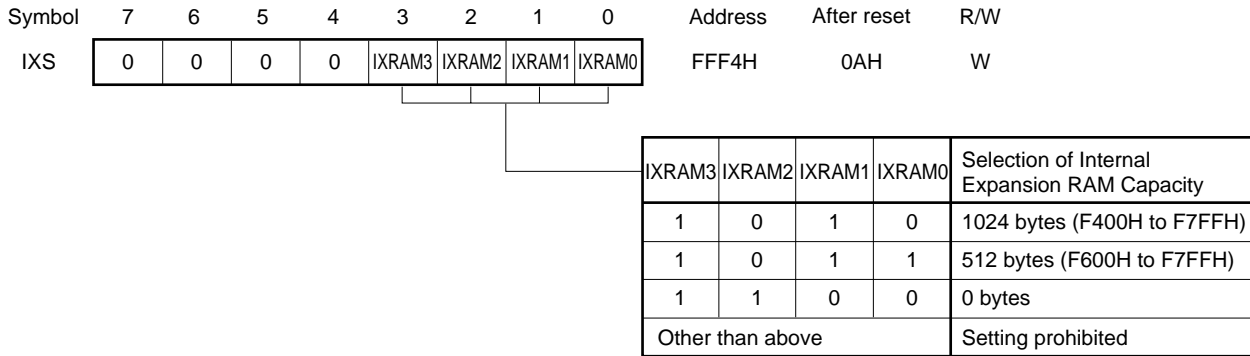 Symbol 7 6 5 4 3 2 1 0 Address After reset R/W
IXS 0 0 0 0 IXRAM3 IXRAM2 IXRAM1 IXRAM0 FFF4H 0AH W
IXRAM3 IXRAM2 IXRAM1 IXRAM0 Selection of Internal
Expansion RAM Capacity
1 0 1 0 1024 bytes (F400H to F7FFH)
1 0 1 1 512 bytes (F600H to F7FFH)
1 1 0 0 0 bytes
Other than above Setting prohibited